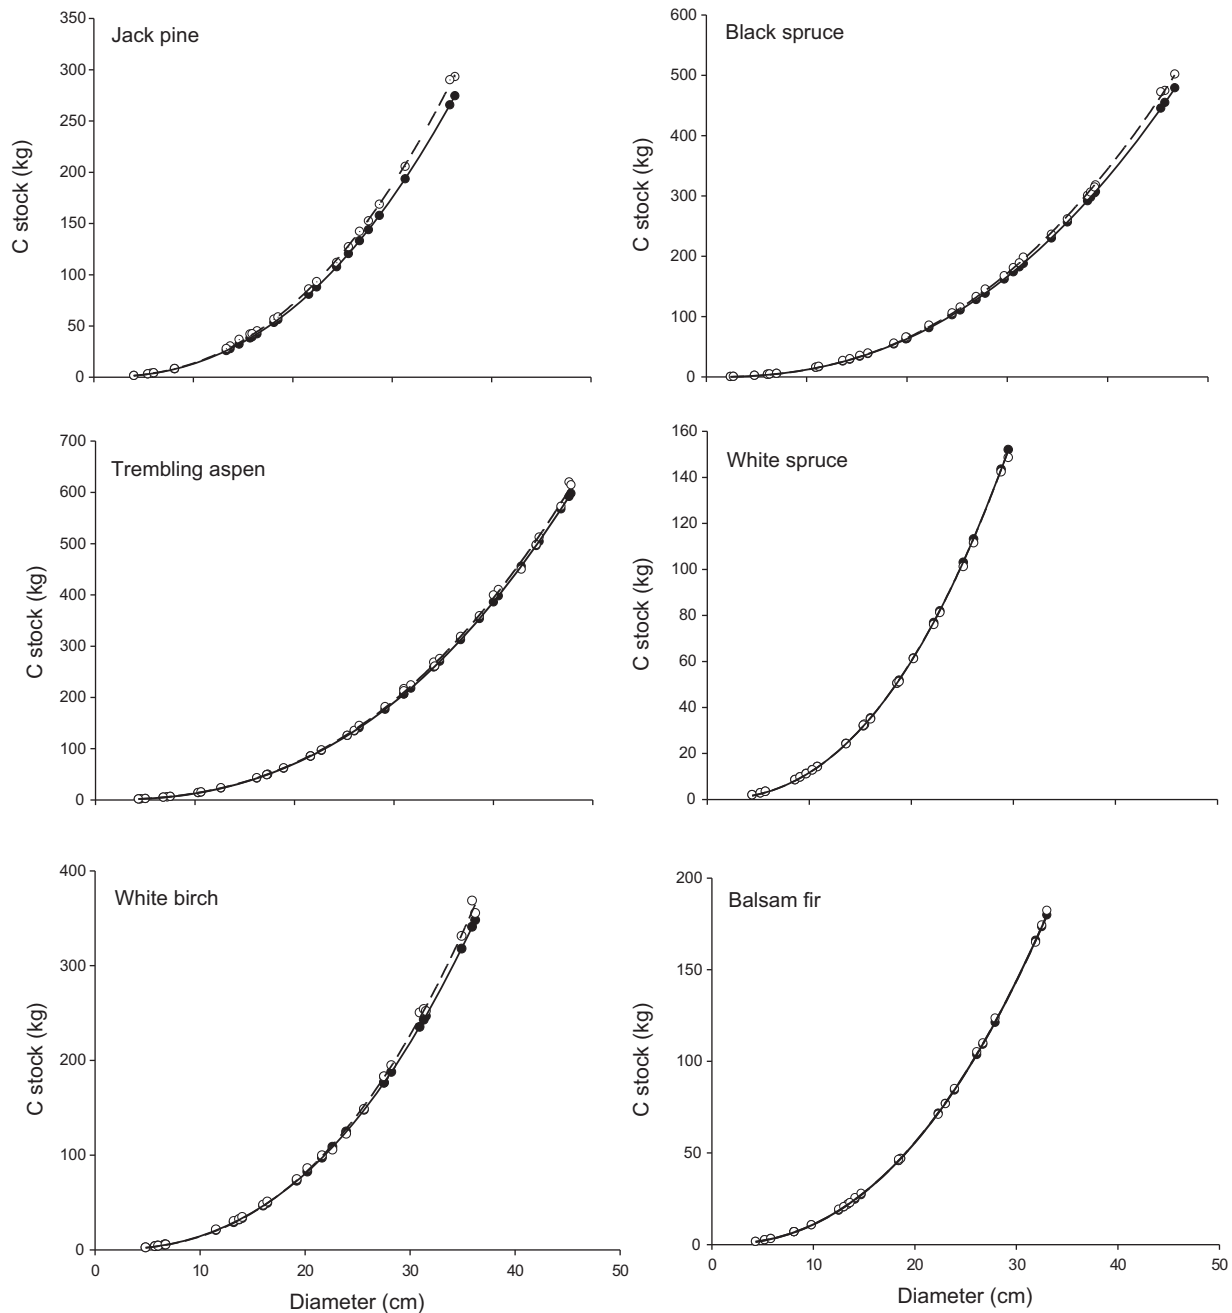 Jack pine
C stock (kg)
350
300
250
200
150
100
50
0
Black spruce
C stock (kg)
600
500
400
300
200
100
0
Trembling aspen
C stock (kg)
700
600
500
400
300
200
100
0
White spruce
C stock (kg)
160
140
120
100
80
60
40
20
0
White birch
C stock (kg)
400
300
200
100
0
0 10 20 30 40 50
Diameter (cm)
Balsam fir
C stock (kg)
200
150
100
50
0
0 10 20 30 40 50
Diameter (cm)